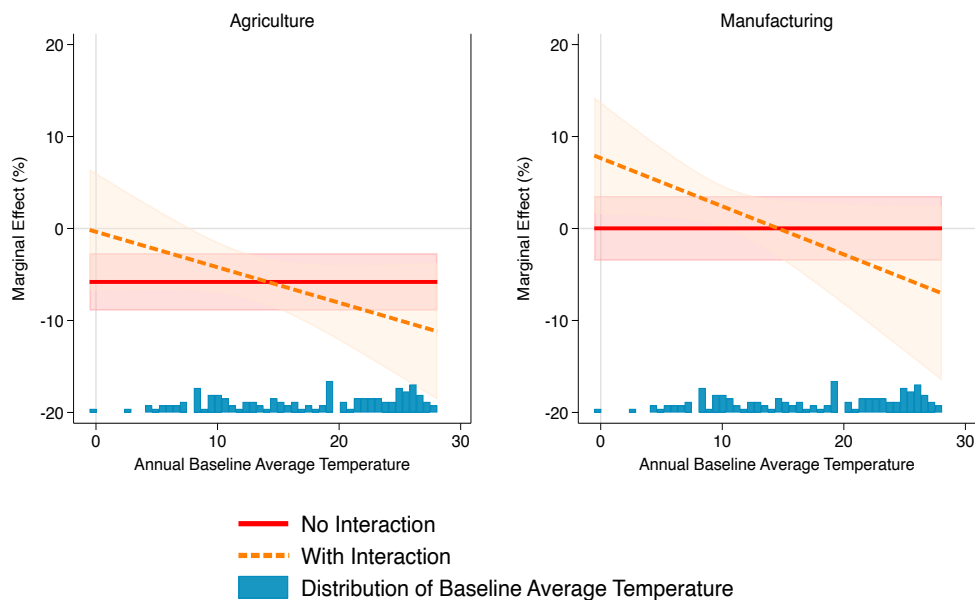 Agriculture
Manufacturing
Marginal Effect (%)
20
10
0
-10
-20
0
10
20
30
Annual Baseline Average Temperature
Marginal Effect (%)
20
10
0
-10
-20
0
10
20
30
Annual Baseline Average Temperature
No Interaction
With Interaction
Distribution of Baseline Average Temperature